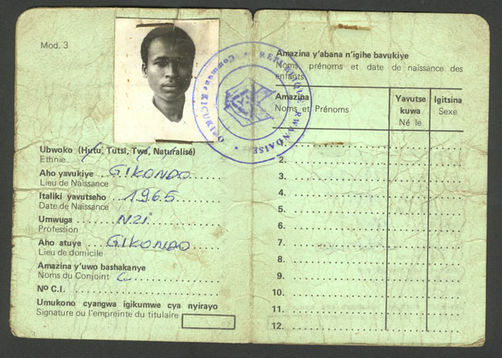 Mod. 3
Ubwoko (Hutu, Tutsi, Twa, Naturalisé)
Ethnie
Aho yavukiye GIKONDO
Lieu de Naissance
Italiki yavutseho 1965
Date de Naissance
Umwuga NZI
Profession
Aho atuye GIKONDO
Lieu de domicile
Amazina y'uwo bashakanye
Noms du Conjoint C
No C.I.
Umukono cyangwa igikumwe cya nyirayo
Signature ou l'empreinte du titulaire
Amazina y'abana n'igihe bavukiye
Noms prénoms et date de naissance des
enfants
Amazina
Noms et Prénoms
Yavutse
kuwa
Né le
Igitsina
Sexe
2.
3.
4.
5.
6.
7.
8.
9.
10.
11.
12.
RWANDAISE
Commune